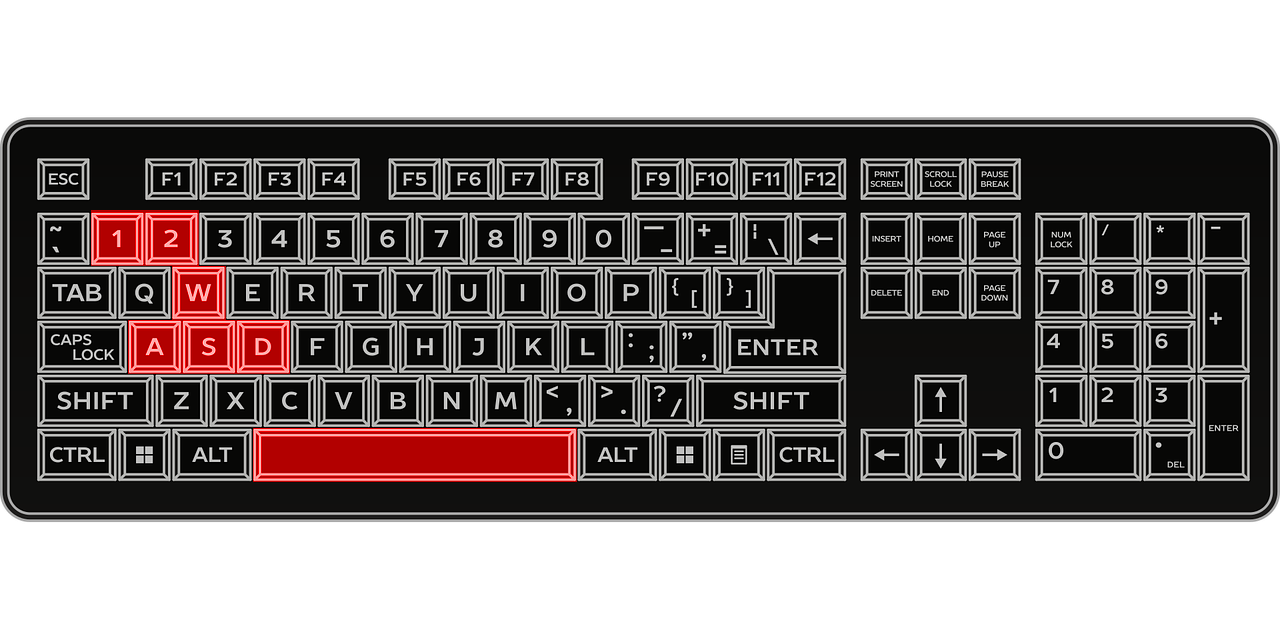 ESC F1 F2 F3 F4 F5 F6 F7 F8 F9 F10 F11 F12 PRINT SCREEN SCROLL LOCK PAUSE BREAK
~ ` 1 2 3 4 5 6 7 8 9 0 — _ + = ¦ \ ← INSERT HOME PAGE UP NUM LOCK / * −
TAB Q W E R T Y U I O P { [ } ] DELETE END PAGE DOWN 7 8 9 +
CAPS LOCK A S D F G H J K L : ; " , ENTER 4 5 6
SHIFT Z X C V B N M < , > . ? / SHIFT ↑ 1 2 3 ENTER
CTRL ALT ALT CTRL ← ↓ → 0 • DEL